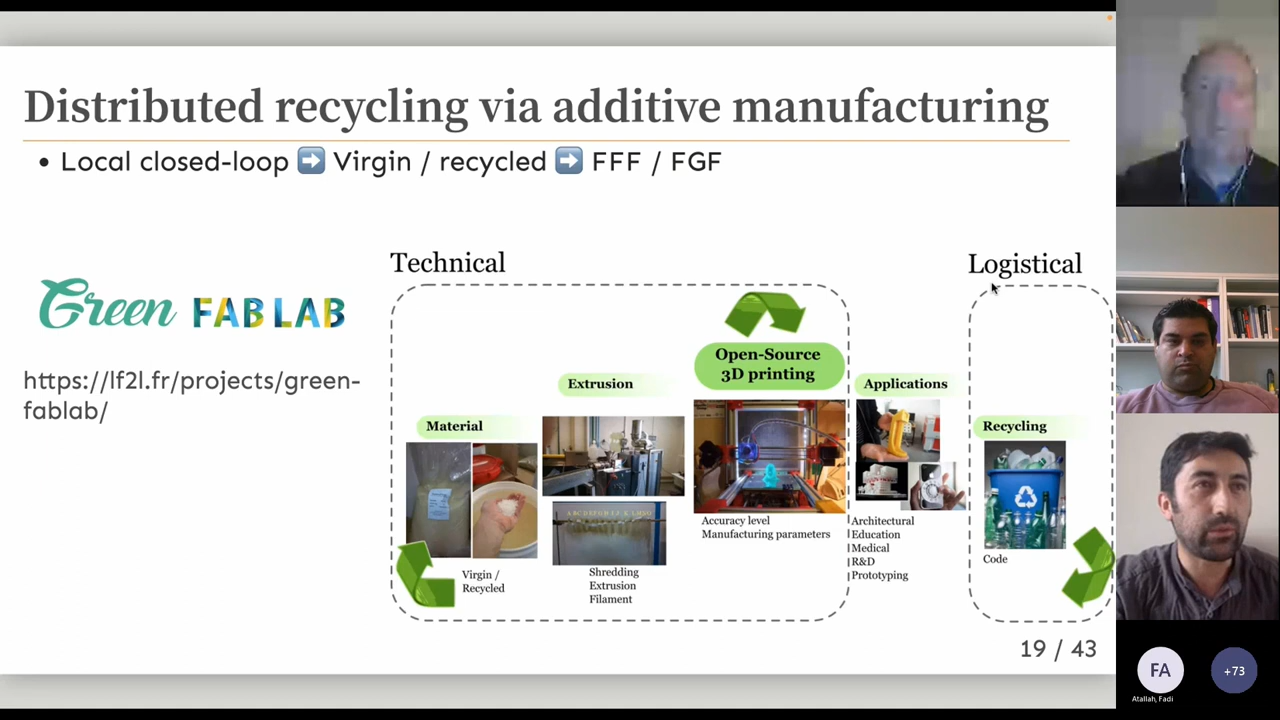 Distributed recycling via additive manufacturing
• Local closed-loop ➡ Virgin / recycled ➡ FFF / FGF
Green FAB LAB
https://lf2l.fr/projects/green-
fablab/
Technical
Material
Virgin /
Recycled
Extrusion
Shredding
Extrusion
Filament
Open-Source
3D printing
Accuracy level
Manufacturing parameters
Applications
Architectural
Education
Medical
R&D
Prototyping
Logistical
Recycling
Code
19 / 43
FA
Atallah, Fadi
+73